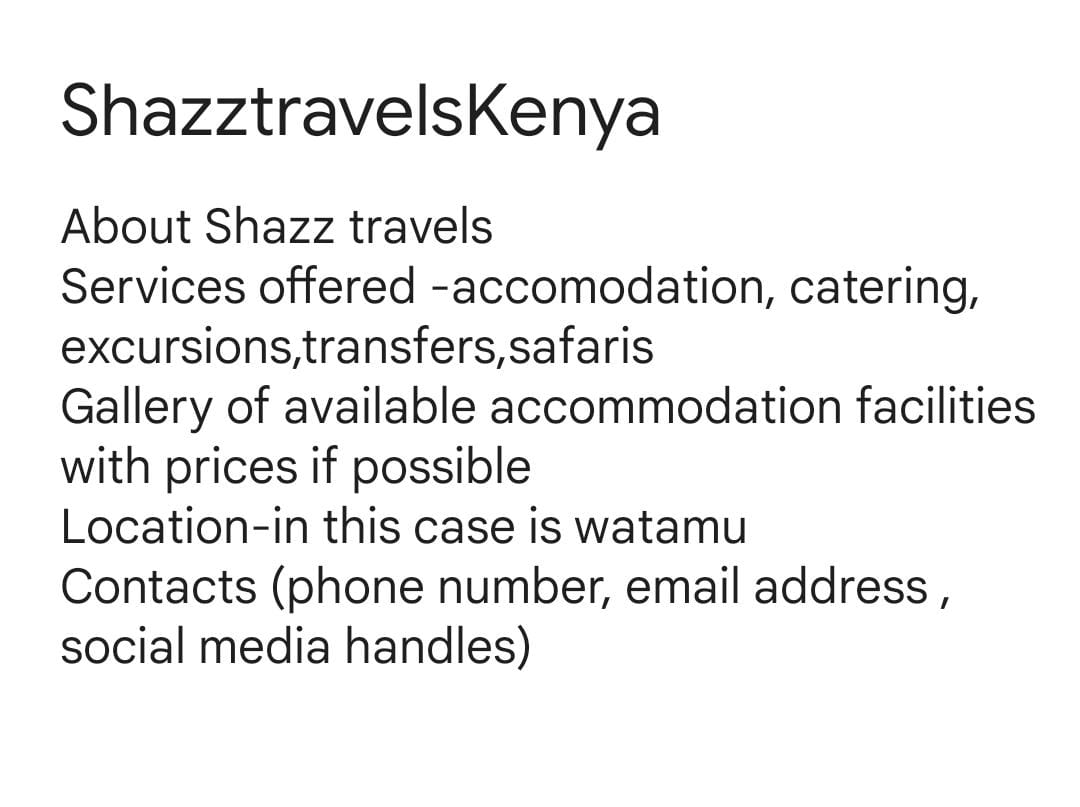 ShazztravelsKenya
About Shazz travels
Services offered -accomodation, catering,
excursions,transfers,safaris
Gallery of available accommodation facilities
with prices if possible
Location-in this case is watamu
Contacts (phone number, email address ,
social media handles)